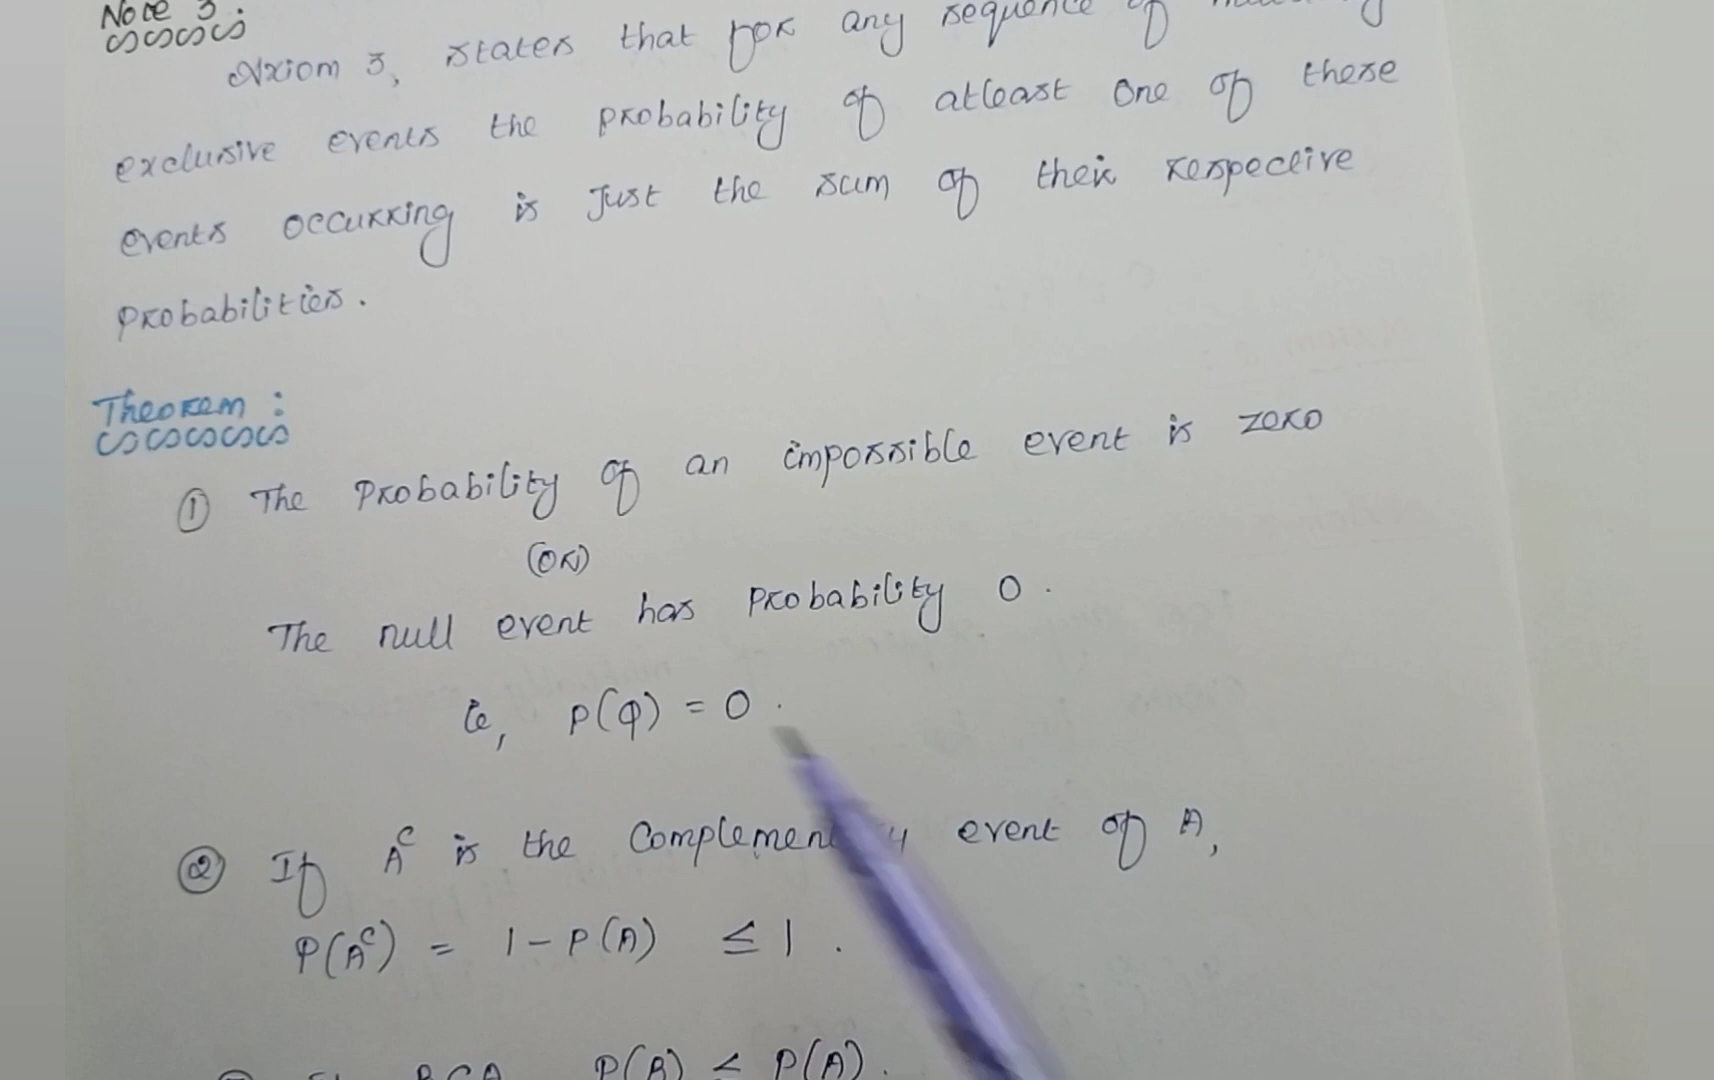 Note 3:
Axiom 3, states that for any sequence of
exclusive events the probability of atleast one of these
events occurring is just the sum of their respective
probabilities.
Theorem:
① The Probability of an impossible event is zero
(OR)
The null event has probability 0.
ie, P(φ) = 0.
② If Aᶜ is the Complement event of A,
P(Aᶜ) = 1 - P(A) ≤ 1.
B ⊂ A P(B) ≤ P(A).